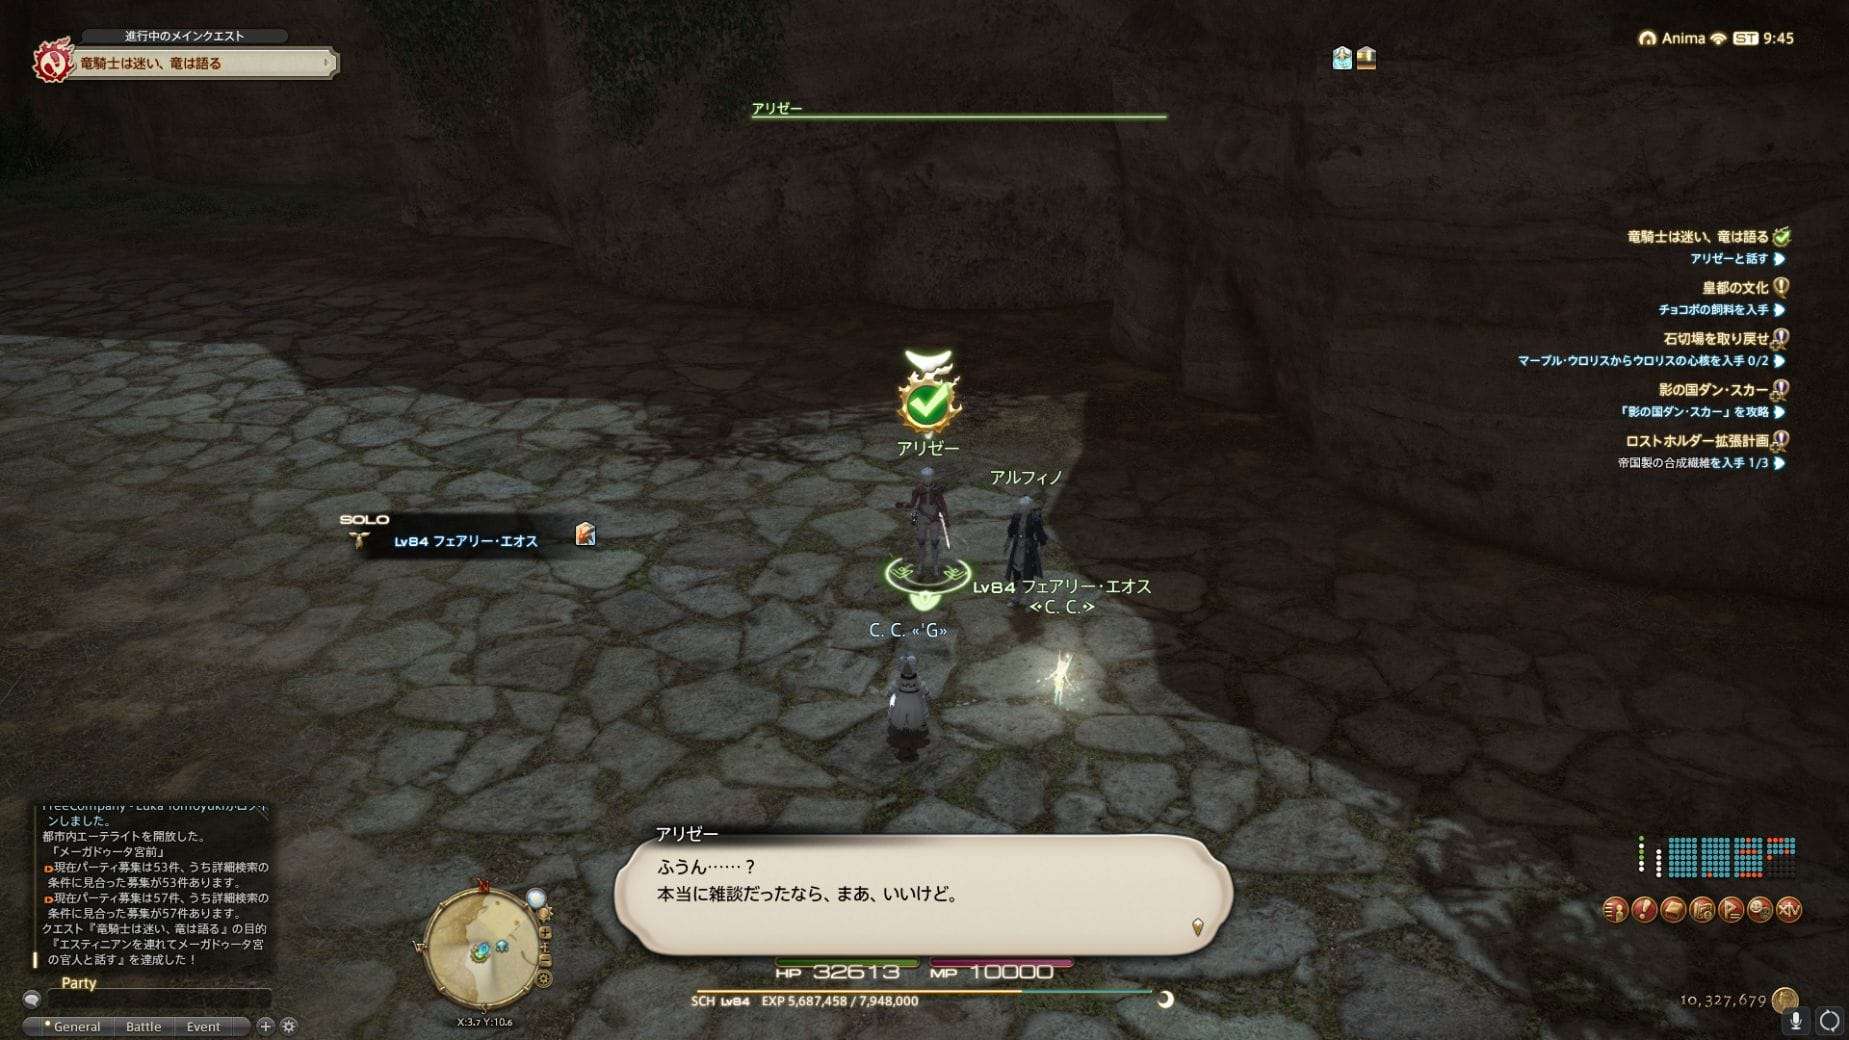 進行中のメインクエスト
竜騎士は迷い、竜は語る
Anima ST 9:45
アリゼー
竜騎士は迷い、竜は語る
アリゼーと話す
皇都の文化
チョコボの飼料を入手
石切場を取り戻せ
マーブル・ウロリスからウロリスの心核を入手 0/2
影の国ダン・スカー
「影の国ダン・スカー」を攻略
ロストホルダー拡張計画
帝国製の合成繊維を入手 1/3
アリゼー
アルフィノ
SOLO
Lv84 フェアリー・エオス
Lv84 フェアリー・エオス
«C. C.»
C. C. «'G»
ンしました。
都市内エーテライトを開放した。
『メーガドゥータ宮前』
現在パーティ募集は53件、うち詳細検索の
条件に見合った募集が53件あります。
現在パーティ募集は57件、うち詳細検索の
条件に見合った募集が57件あります。
クエスト『竜騎士は迷い、竜は語る』の目的
『エスティニアンを連れてメーガドゥータ宮
の官人と話す』を達成した！
Party
General Battle Event
X:3.7 Y:10.6
アリゼー
ふうん……？
本当に雑談だったなら、まあ、いいけど。
HP 32613 MP 10000
SCH Lv84 EXP 5,687,458 / 7,948,000
XIV
10,327,679